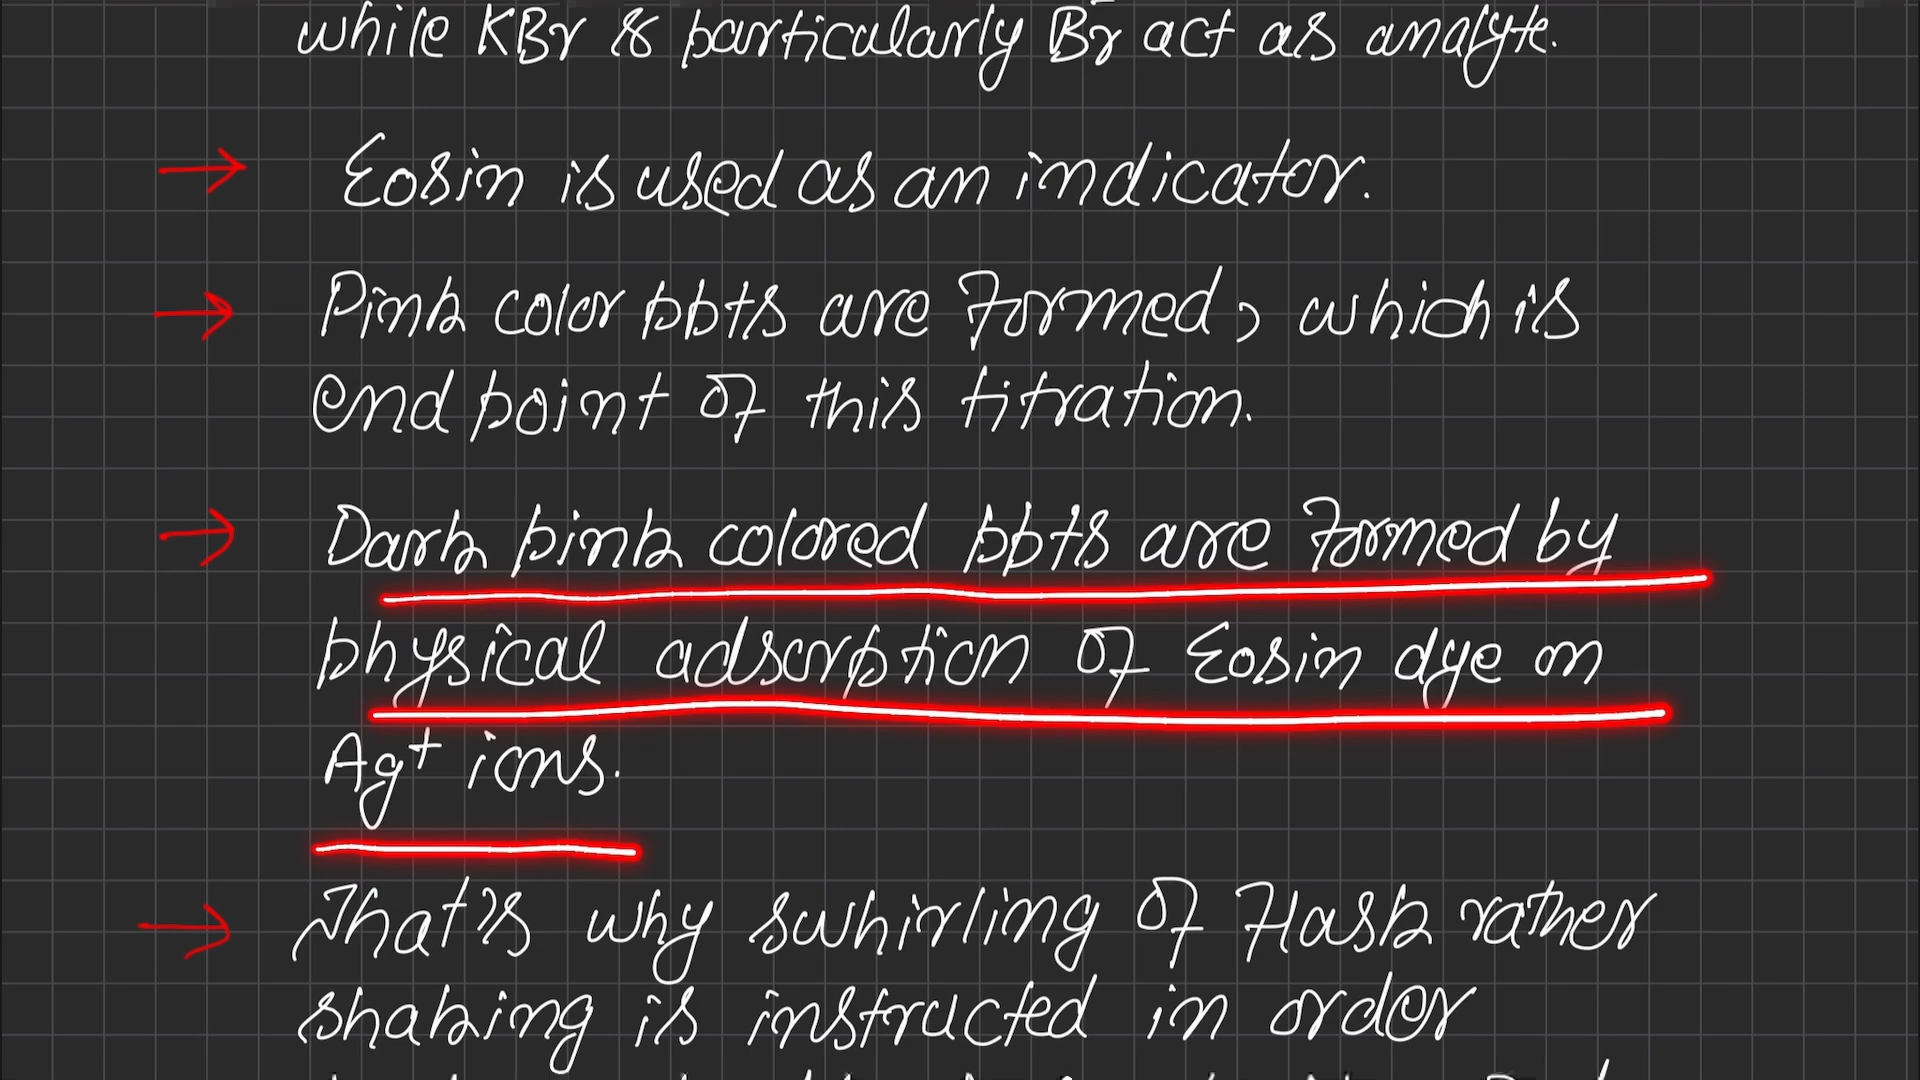 while KBr & particularly Br⁻ act as analyte.
→ Eosin is used as an indicator.
→ Pink color ppts are formed, which is
end point of this titration.
→ Dark pink colored ppts are formed by
physical adsorption of Eosin dye on
Ag⁺ ions.
→ That's why swhirling of Flask rather
shaking is instructed in order